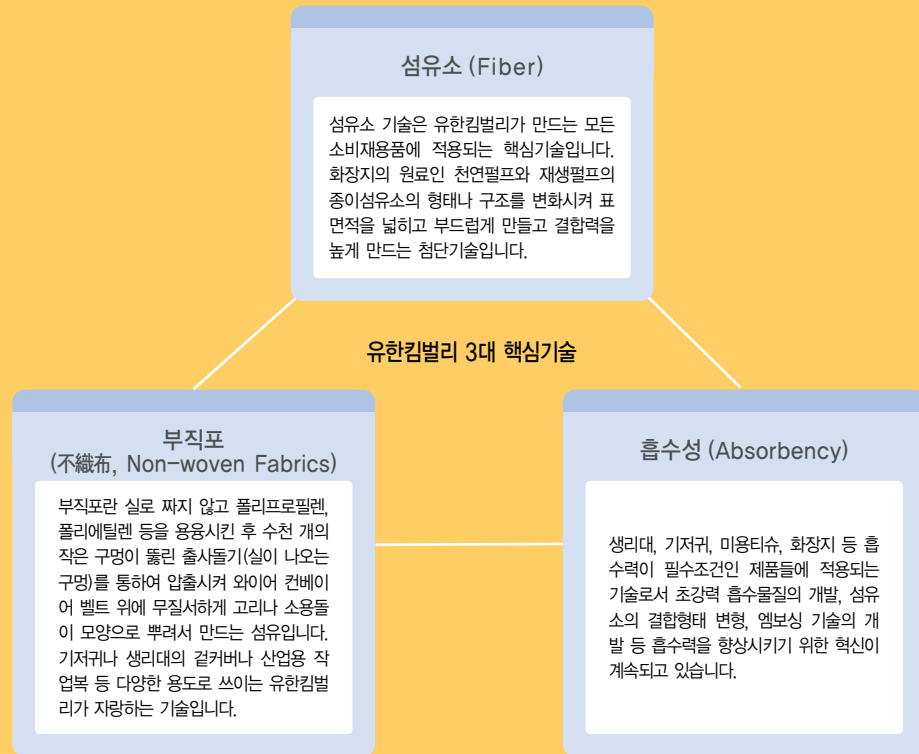 섬유소 (Fiber)
섬유소 기술은 유한킴벌리가 만드는 모든
소비재용품에 적용되는 핵심기술입니다.
화장지의 원료인 천연펄프와 재생펄프의
종이섬유소의 형태나 구조를 변화시켜 표
면적을 넓히고 부드럽게 만들고 결합력을
높게 만드는 첨단기술입니다.
유한킴벌리 3대 핵심기술
부직포
(不織布, Non-woven Fabrics)
부직포란 실로 짜지 않고 폴리프로필렌,
폴리에틸렌 등을 용융시킨 후 수천 개의
작은 구멍이 뚫린 출사돌기(실이 나오는
구멍)를 통하여 압출시켜 와이어 컨베이
어 벨트 위에 무질서하게 고리나 소용돌
이 모양으로 뿌려서 만드는 섬유입니다.
기저귀나 생리대의 겉커버나 산업용 작
업복 등 다양한 용도로 쓰이는 유한킴벌
리가 자랑하는 기술입니다.
흡수성 (Absorbency)
생리대, 기저귀, 미용티슈, 화장지 등 흡
수력이 필수조건인 제품들에 적용되는
기술로서 초강력 흡수물질의 개발, 섬유
소의 결합형태 변형, 엠보싱 기술의 개
발 등 흡수력을 향상시키기 위한 혁신이
계속되고 있습니다.